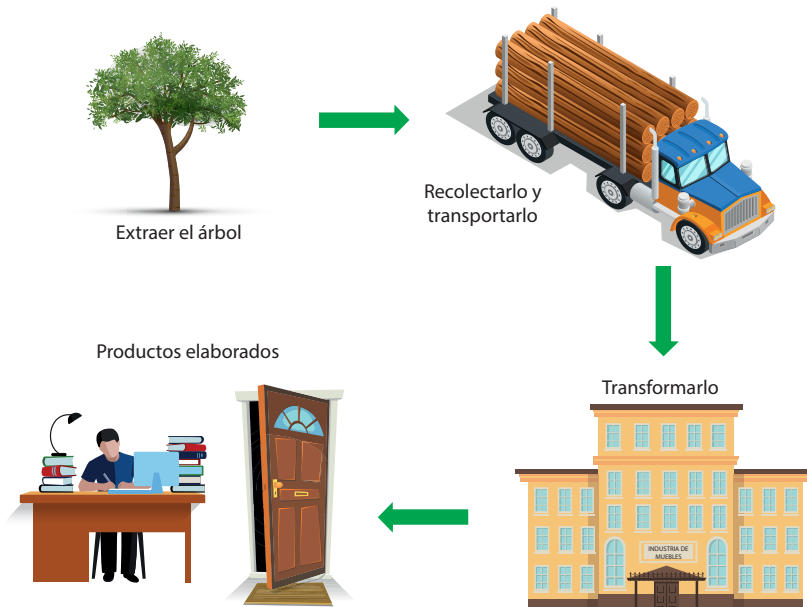 Extraer el árbol
Recolectarlo y
transportarlo
Transformarlo
INDUSTRIA DE
MUEBLES
Productos elaborados